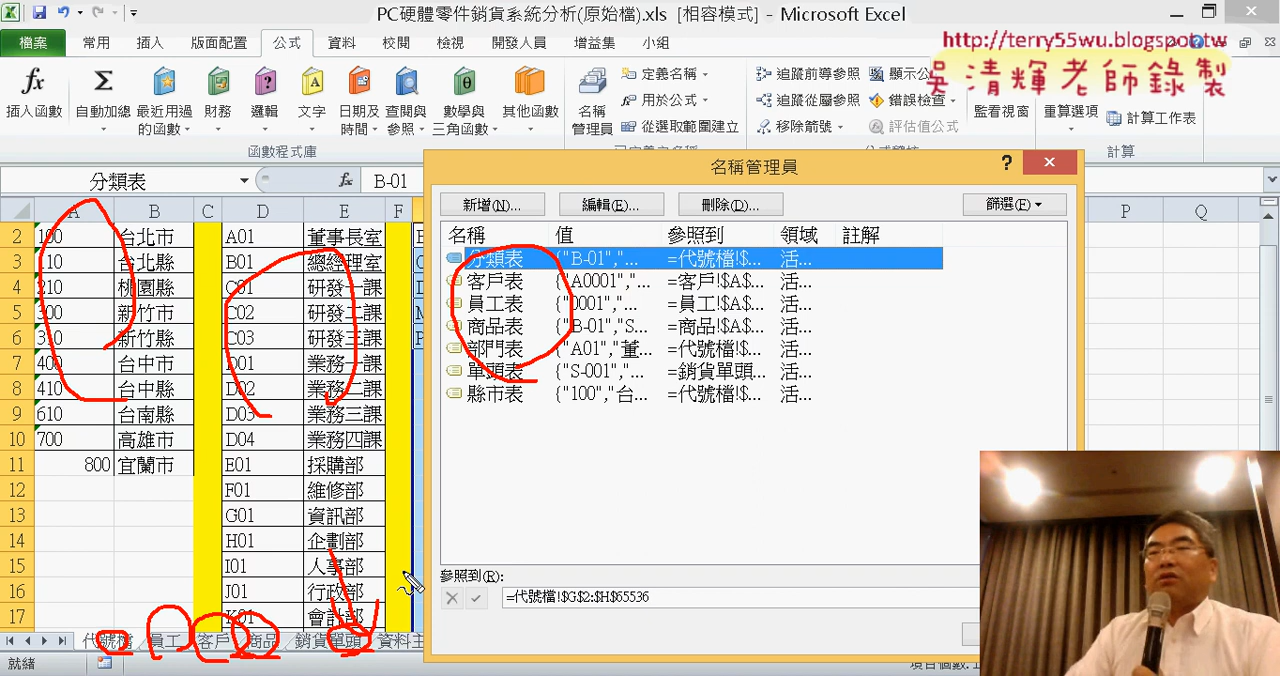 PC硬體零件銷貨系統分析(原始檔).xls [相容模式] - Microsoft Excel
檔案 常用 插入 版面配置 公式 資料 校閱 檢視 開發人員 增益集 小組
http://terry55wu.blogspot.tw
吳清輝老師錄製
插入函數 自動加總 最近用過的函數 財務 邏輯 文字 日期及時間 查閱與參照 數學與三角函數 其他函數
名稱管理員 定義名稱 用於公式 從選取範圍建立
追蹤前導參照 追蹤從屬參照 移除箭號 顯示公 錯誤檢查 評估值公式 監看視窗
重算選項 計算工作表
函數程式庫 計算
分類表 fx B-01
名稱管理員 ?
新增(N)... 編輯(E)... 刪除(D)... 篩選(F)
A B C D E F P Q
名稱 值 參照到 領域 註解
分類表 {"B-01","... =代號檔!$... 活...
客戶表 {"A0001","... =客戶!$A$... 活...
員工表 {"0001","... =員工!$A$... 活...
商品表 {"B-01","S... =商品!$A$... 活...
部門表 {"A01","董... =代號檔!$... 活...
單頭表 {"S-001","... =銷貨單頭... 活...
縣市表 {"100","台... =代號檔!$... 活...
2 100 台北市 A01 董事長室
3 110 台北縣 B01 總經理室
4 210 桃園縣 C01 研發一課
5 300 新竹市 C02 研發二課
6 310 新竹縣 C03 研發三課
7 400 台中市 D01 業務一課
8 410 台中縣 D02 業務二課
9 610 台南縣 D03 業務三課
10 700 高雄市 D04 業務四課
11 800 宜蘭市 E01 採購部
12 F01 維修部
13 G01 資訊部
14 H01 企劃部
15 I01 人事部
16 J01 行政部
17 K01 會計部
參照到(R):
=代號檔!$G$2:$H$65536
代號檔 員工 客戶 商品 銷貨單頭 資料主
就緒